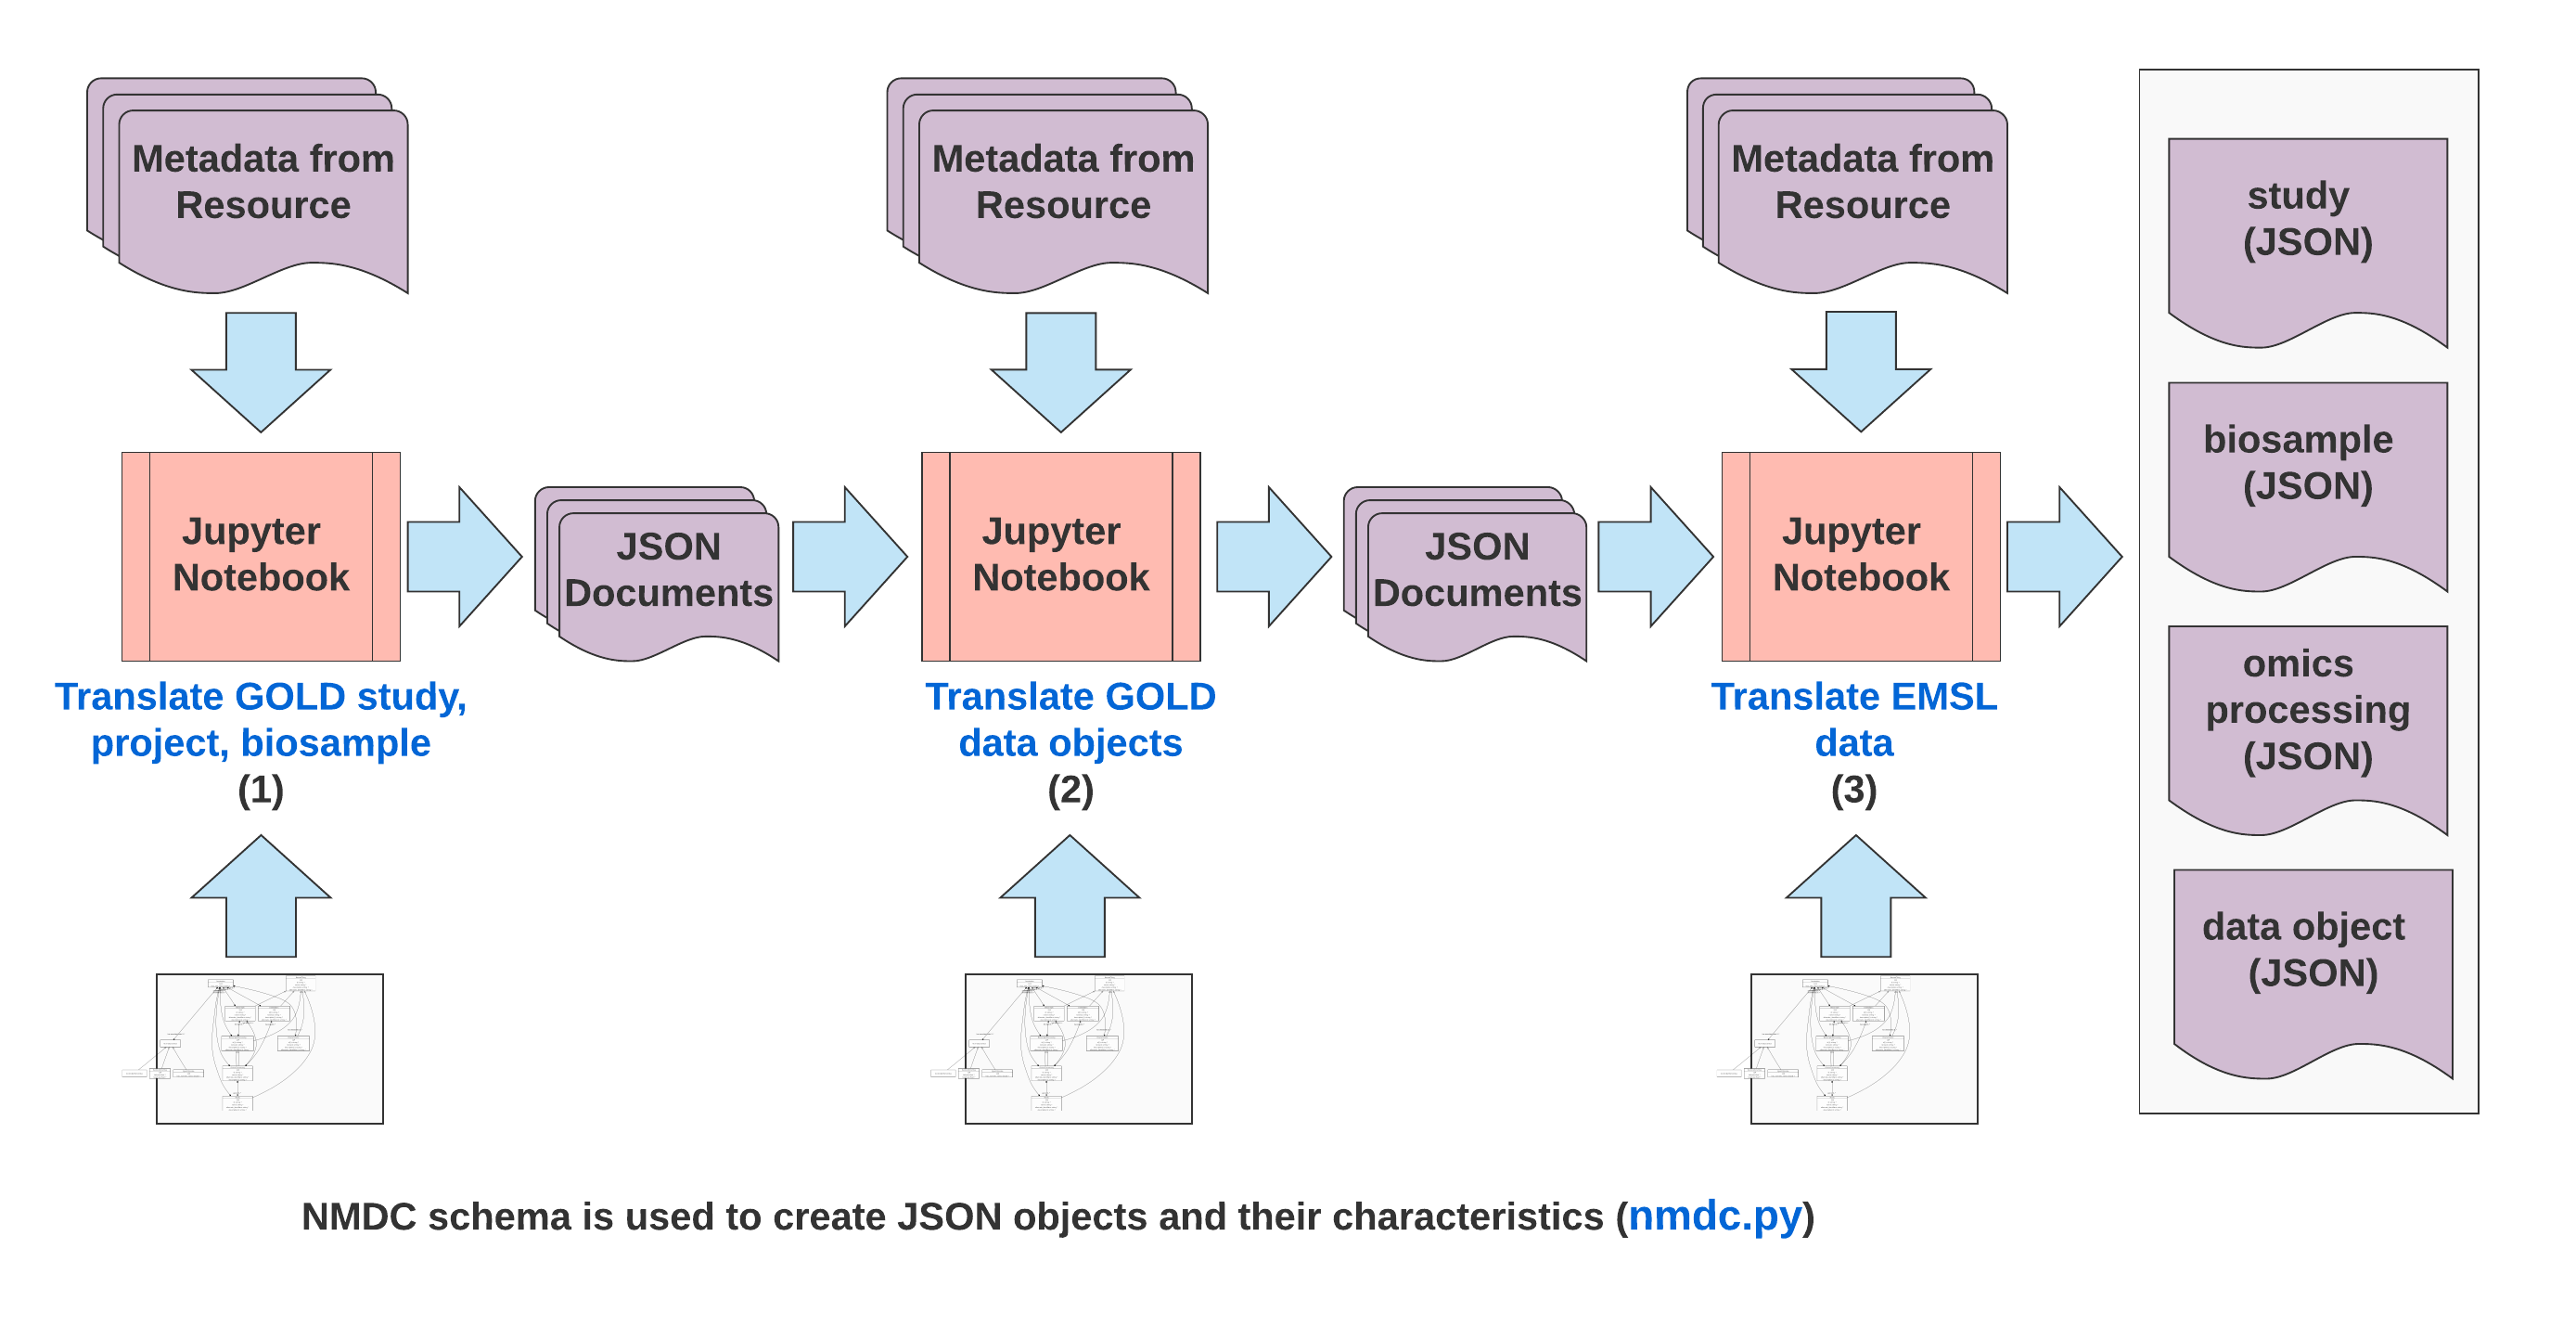 Metadata from
Resource
Metadata from
Resource
Metadata from
Resource
Jupyter
Notebook
JSON
Documents
Jupyter
Notebook
JSON
Documents
Jupyter
Notebook
Translate GOLD study,
project, biosample
(1)
Translate GOLD
data objects
(2)
Translate EMSL
data
(3)
study
(JSON)
biosample
(JSON)
omics
processing
(JSON)
data object
(JSON)
NMDC schema is used to create JSON objects and their characteristics (nmdc.py)